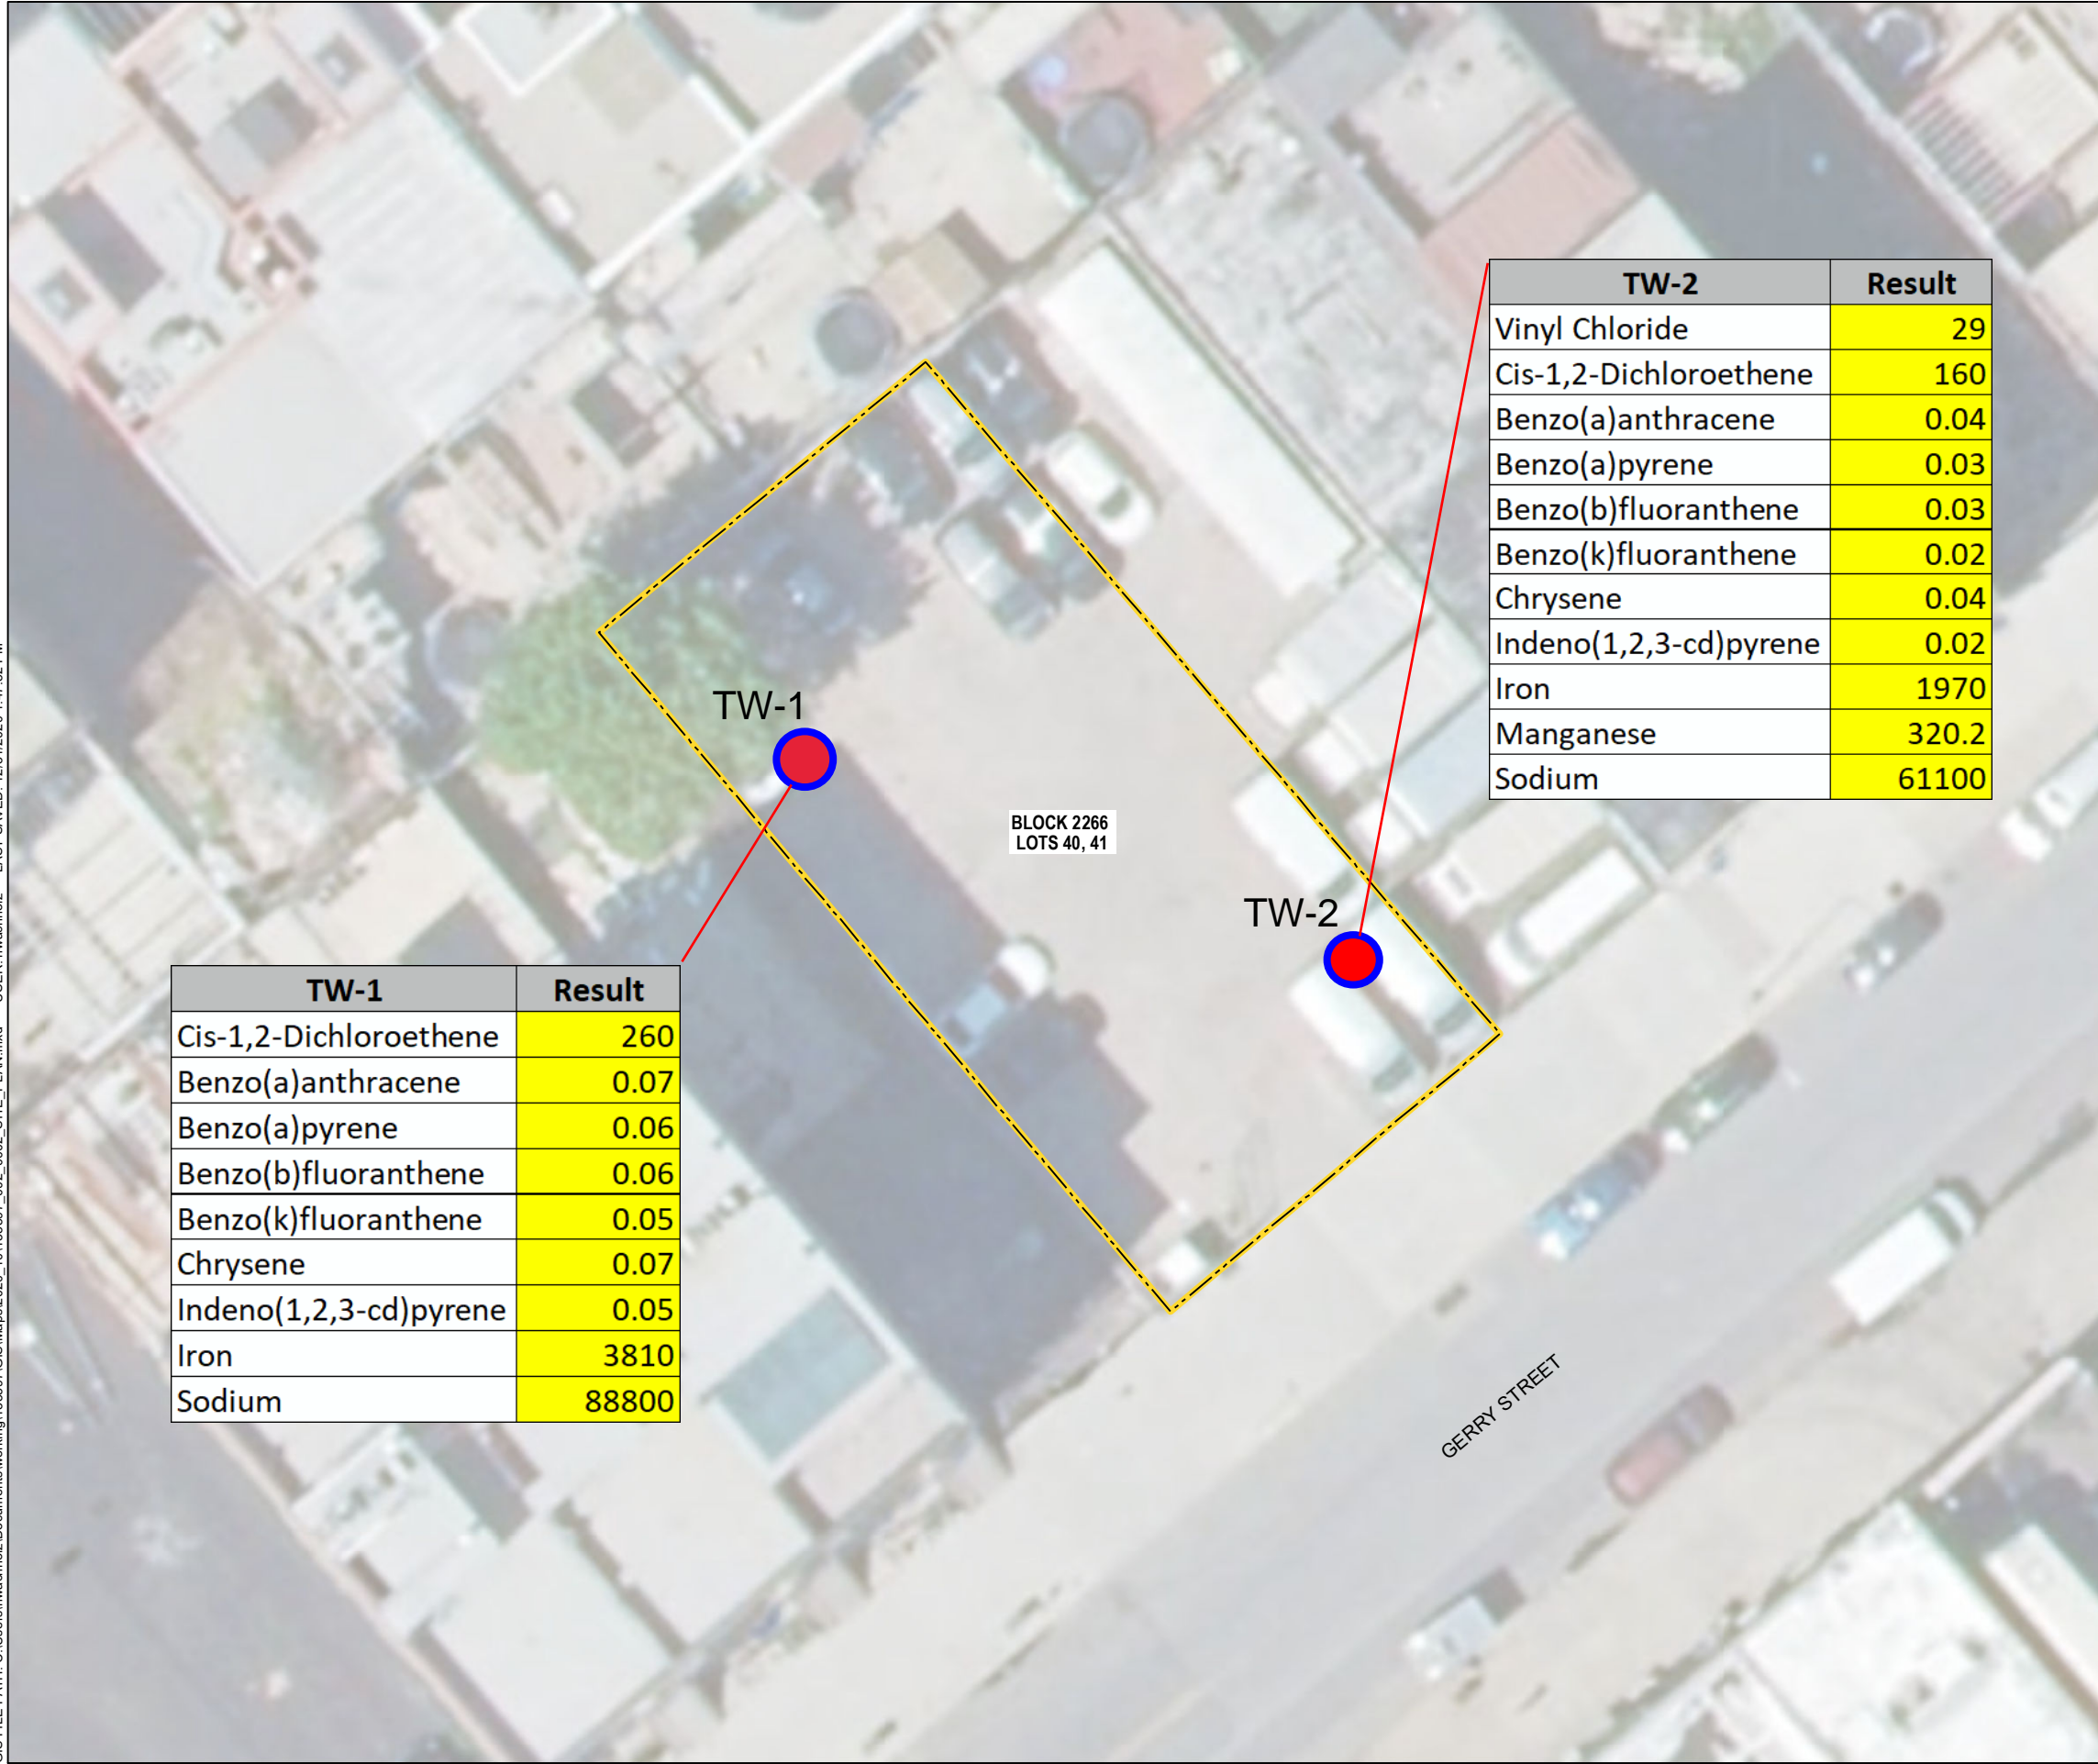 TW-2 Result
Vinyl Chloride 29
Cis-1,2-Dichloroethene 160
Benzo(a)anthracene 0.04
Benzo(a)pyrene 0.03
Benzo(b)fluoranthene 0.03
Benzo(k)fluoranthene 0.02
Chrysene 0.04
Indeno(1,2,3-cd)pyrene 0.02
Iron 1970
Manganese 320.2
Sodium 61100
TW-1
BLOCK 2266
LOTS 40, 41
TW-2
TW-1 Result
Cis-1,2-Dichloroethene 260
Benzo(a)anthracene 0.07
Benzo(a)pyrene 0.06
Benzo(b)fluoranthene 0.06
Benzo(k)fluoranthene 0.05
Chrysene 0.07
Indeno(1,2,3-cd)pyrene 0.05
Iron 3810
Sodium 88800
GERRY STREET